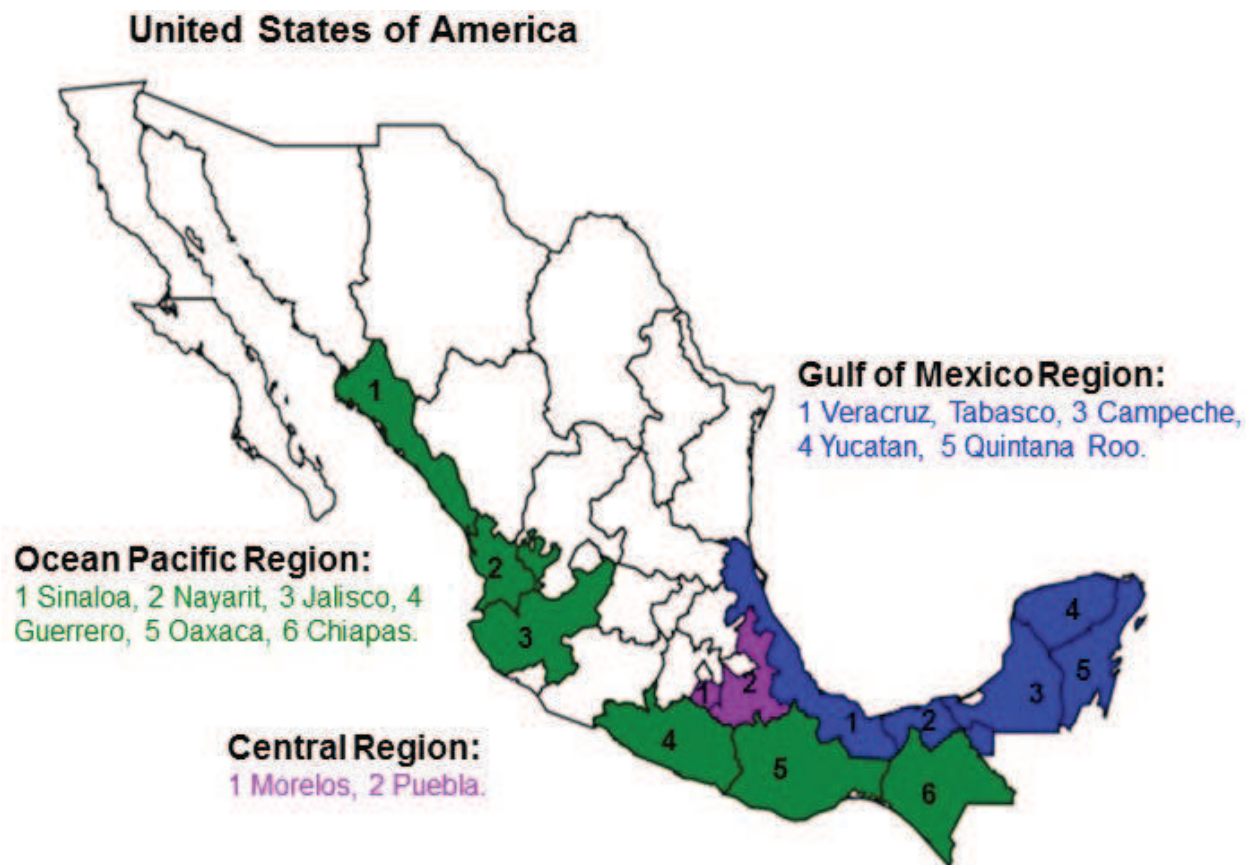 United States of America
1
Gulf of Mexico Region:
1 Veracruz, Tabasco, 3 Campeche,
4 Yucatan, 5 Quintana Roo.
Ocean Pacific Region:
1 Sinaloa, 2 Nayarit, 3 Jalisco, 4
Guerrero, 5 Oaxaca, 6 Chiapas.
2
3
4
5
1
2
3
Central Region:
1 Morelos, 2 Puebla.
4
5
6
1
2